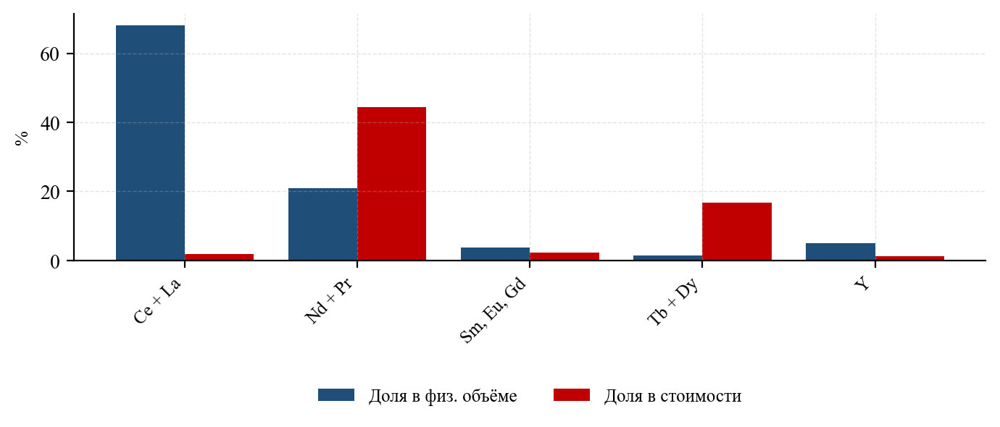 60
40
20
0
%
Ce + La
Nd + Pr
Sm, Eu, Gd
Tb + Dy
Y
Доля в физ. объёме
Доля в стоимости